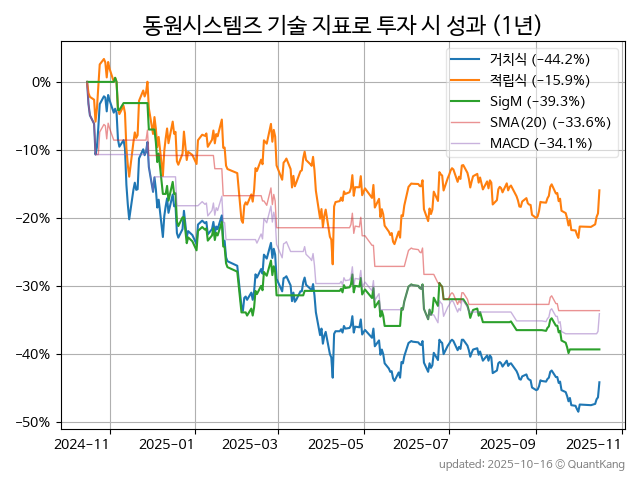 동원시스템즈 기술 지표로 투자 시 성과 (1년)
거치식 (−44.2%)
적립식 (−15.9%)
SigM (−39.3%)
SMA(20) (−33.6%)
MACD (−34.1%)
0%
−10%
−20%
−30%
−40%
−50%
2024-11 2025-01 2025-03 2025-05 2025-07 2025-09 2025-11
updated: 2025-10-16 © QuantKang